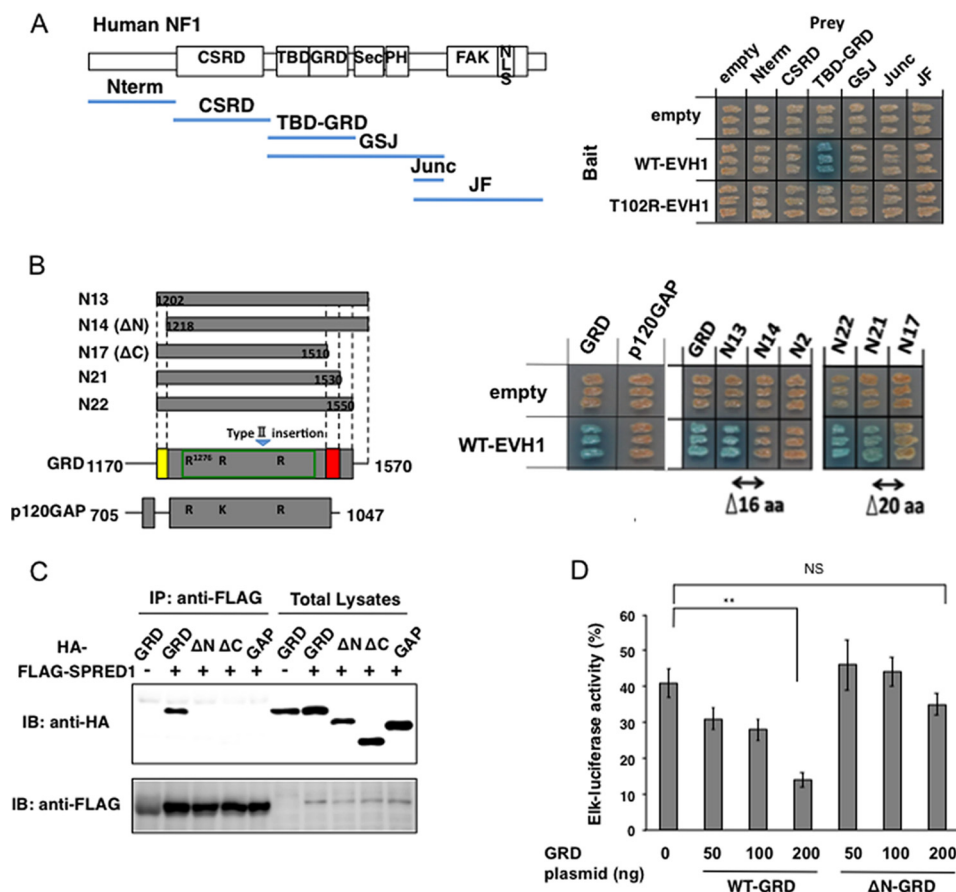 A
Human NF1
CSRD TBD GRD Sec PH FAK NLS
Nterm
CSRD
TBD-GRD
GSJ
Junc
JF
Prey
empty Nterm CSRD TBD-GRD GSJ Junc JF
Bait
empty
WT-EVH1
T102R-EVH1
B
N13 1202
N14 (ΔN) 1218
N17 (ΔC) 1510
N21 1530
N22 1550
Type II insertion
GRD 1170 R1276 R R 1570
p120GAP 705 R K R 1047
GRD p120GAP GRD N13 N14 N2 N22 N21 N17
empty
WT-EVH1
Δ16 aa Δ20 aa
C
IP: anti-FLAG Total Lysates
HA- GRD GRD ΔN ΔC GAP GRD GRD ΔN ΔC GAP
FLAG-SPRED1 - + + + + - + + + +
IB: anti-HA
IB: anti-FLAG
D
NS
**
Elk-luciferase activity (%)
60
50
40
30
20
10
0
GRD plasmid (ng) 0 50 100 200 50 100 200
WT-GRD ΔN-GRD